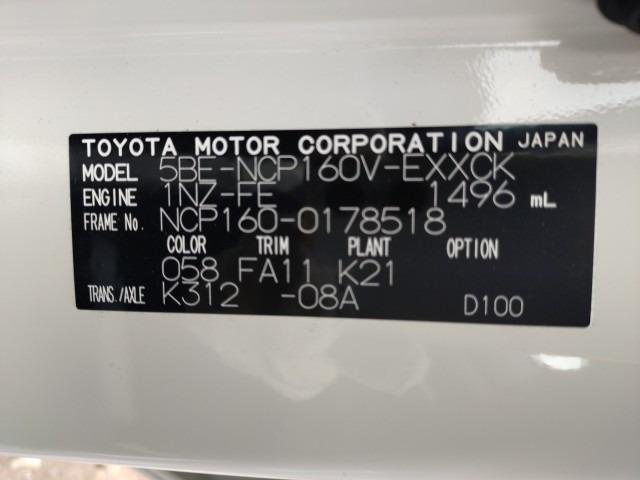 TOYOTA MOTOR CORPORATION JAPAN
MODEL 5BE-NCP160V-EXXCK
ENGINE 1NZ-FE 1496 mL
FRAME No. NCP160-0178518
COLOR TRIM PLANT OPTION
058 FA11 K21
TRANS./AXLE K312 -08A D100